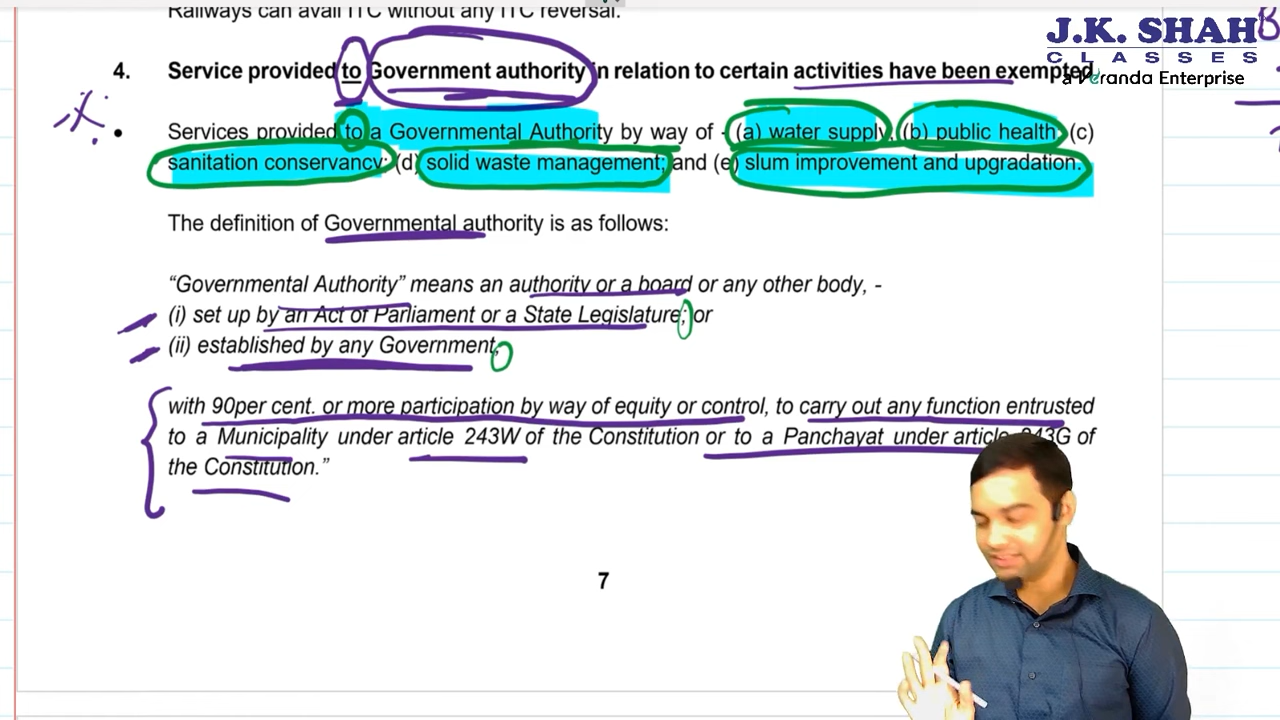 Railways can avail ITC without any ITC reversal.
J.K. SHAH
CLASSES
a Veranda Enterprise
4. Service provided to Government authority in relation to certain activities have been exempted
• Services provided to a Governmental Authority by way of - (a) water supply; (b) public health; (c)
sanitation conservancy; (d) solid waste management; and (e) slum improvement and upgradation.
The definition of Governmental authority is as follows:
“Governmental Authority” means an authority or a board or any other body, -
(i) set up by an Act of Parliament or a State Legislature; or
(ii) established by any Government,
with 90per cent. or more participation by way of equity or control, to carry out any function entrusted
to a Municipality under article 243W of the Constitution or to a Panchayat under article 243G of
the Constitution.”
7